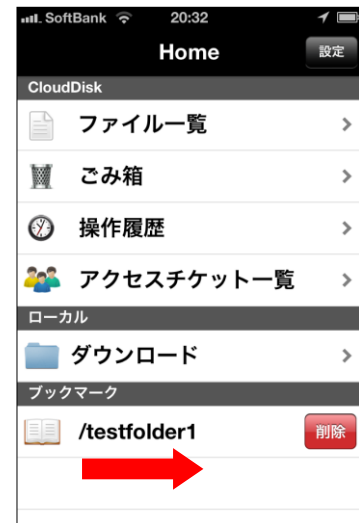 SoftBank 20:32
Home 設定
CloudDisk
ファイル一覧
ごみ箱
操作履歴
アクセスチケット一覧
ローカル
ダウンロード
ブックマーク
/testfolder1 削除